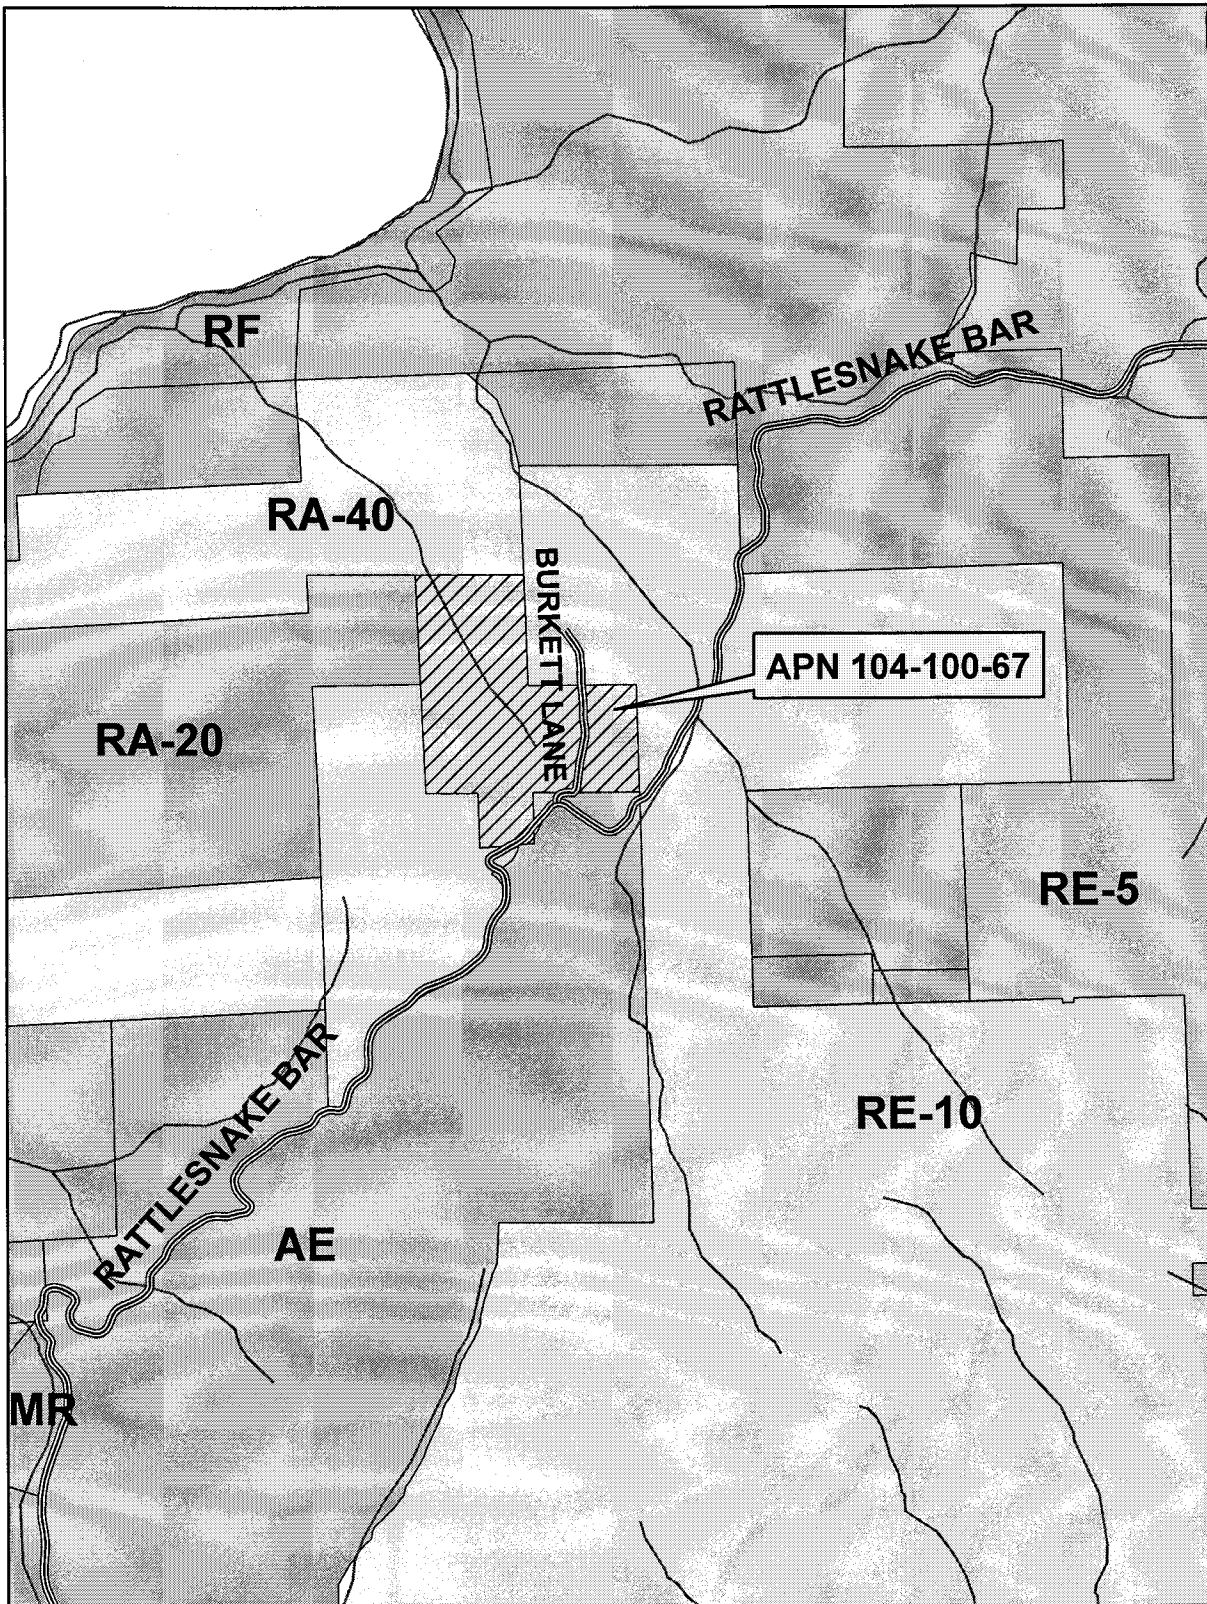 RF
RATTLESNAKE BAR
RA-40
BURKETT LANE
APN 104-100-67
RA-20
RE-5
RATTLESNAKE BAR
RE-10
AE
MR